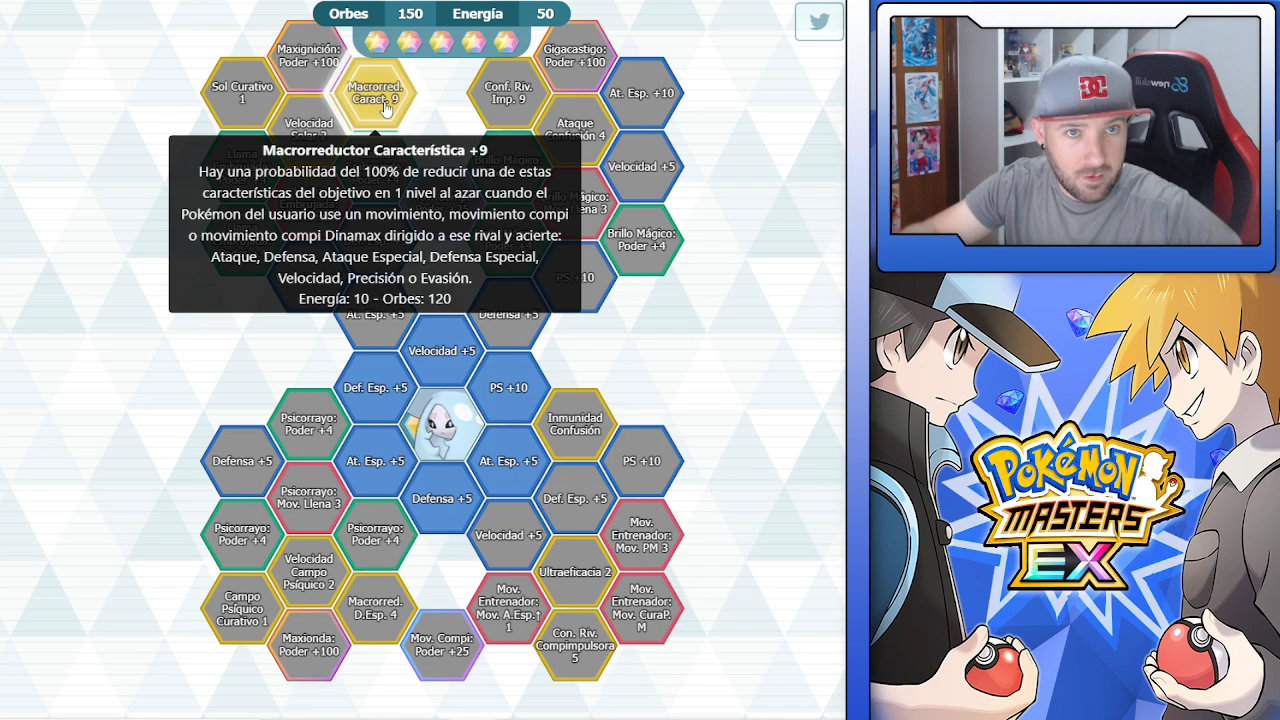 Orbes 150 Energía 50
Maxignición:
Poder +100
Gigacastigo:
Poder +100
Sol Curativo
1
Macrorred.
Caract. 9
Conf. Riv.
Imp. 9
At. Esp. +10
Velocidad
Solar 2
Ataque
Confusión 4
Macrorreductor Característica +9
Hay una probabilidad del 100% de reducir una de estas
características del objetivo en 1 nivel al azar cuando el
Pokémon del usuario use un movimiento, movimiento compi
o movimiento compi Dinamax dirigido a ese rival y acierte:
Ataque, Defensa, Ataque Especial, Defensa Especial,
Velocidad, Precisión o Evasión.
Energía: 10 - Orbes: 120
Velocidad +5
Brillo Mágico:
Poder +4
PS +10
At. Esp. +5
Defensa +5
Velocidad +5
Def. Esp. +5
PS +10
Psicorrayo:
Poder +4
Inmunidad
Confusión
Defensa +5
At. Esp. +5
At. Esp. +5
PS +10
Psicorrayo:
Mov. Llena 3
Defensa +5
Def. Esp. +5
Psicorrayo:
Poder +4
Psicorrayo:
Poder +4
Velocidad +5
Mov.
Entrenador:
Mov. PM 3
Velocidad
Campo
Psíquico 2
Ultraeficacia 2
Campo
Psíquico
Curativo 1
Macrorred.
D.Esp. 4
Mov.
Entrenador:
Mov. A.Esp.↑
1
Mov.
Entrenador:
Mov. CuraP.
M
Maxionda:
Poder +100
Mov. Compi:
Poder +25
Con. Riv.
Compimpulsora
5
newskill
POKÉMON
MASTERS
EX